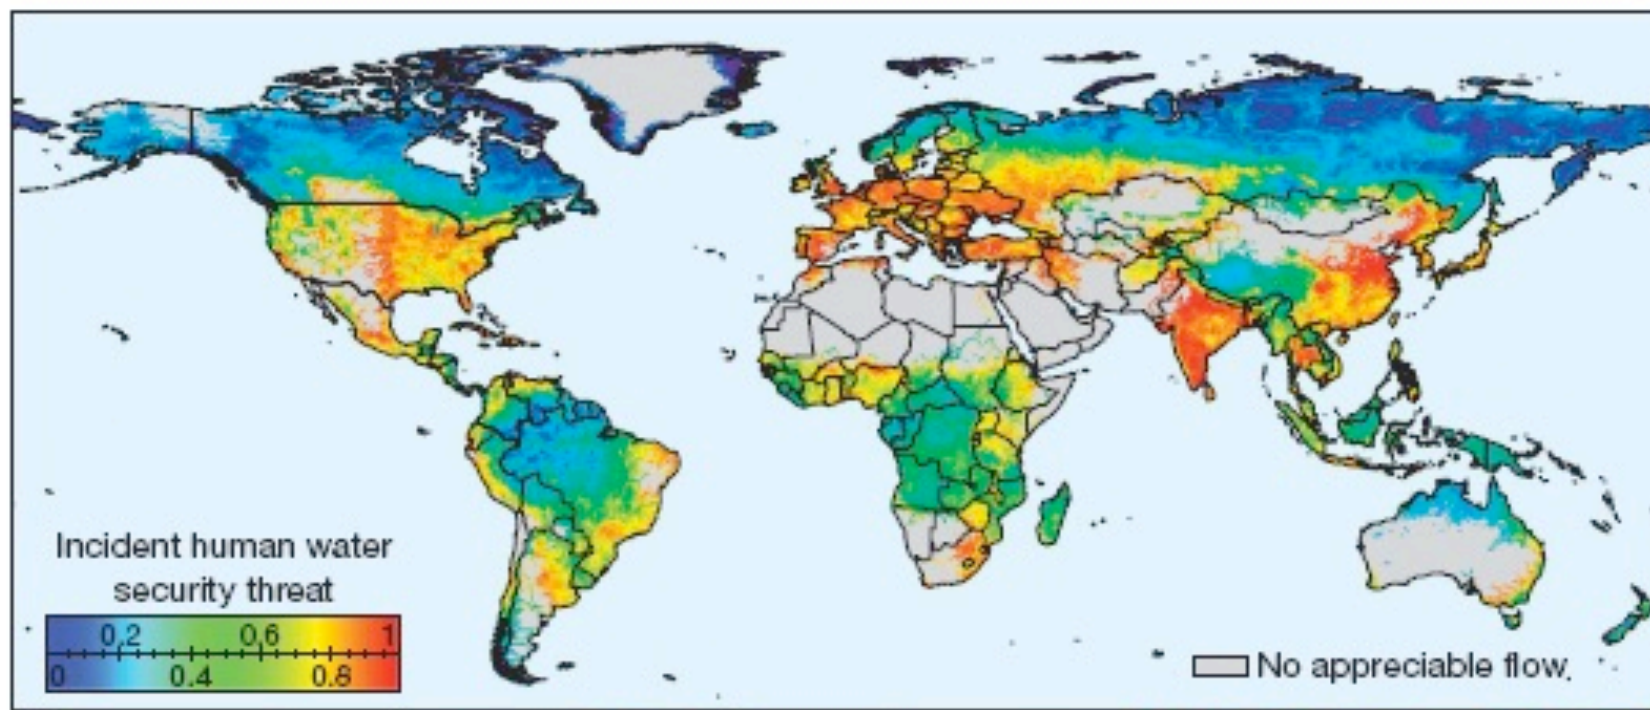 Incident human water
security threat
0.2 0.6 1
0 0.4 0.8
No appreciable flow.